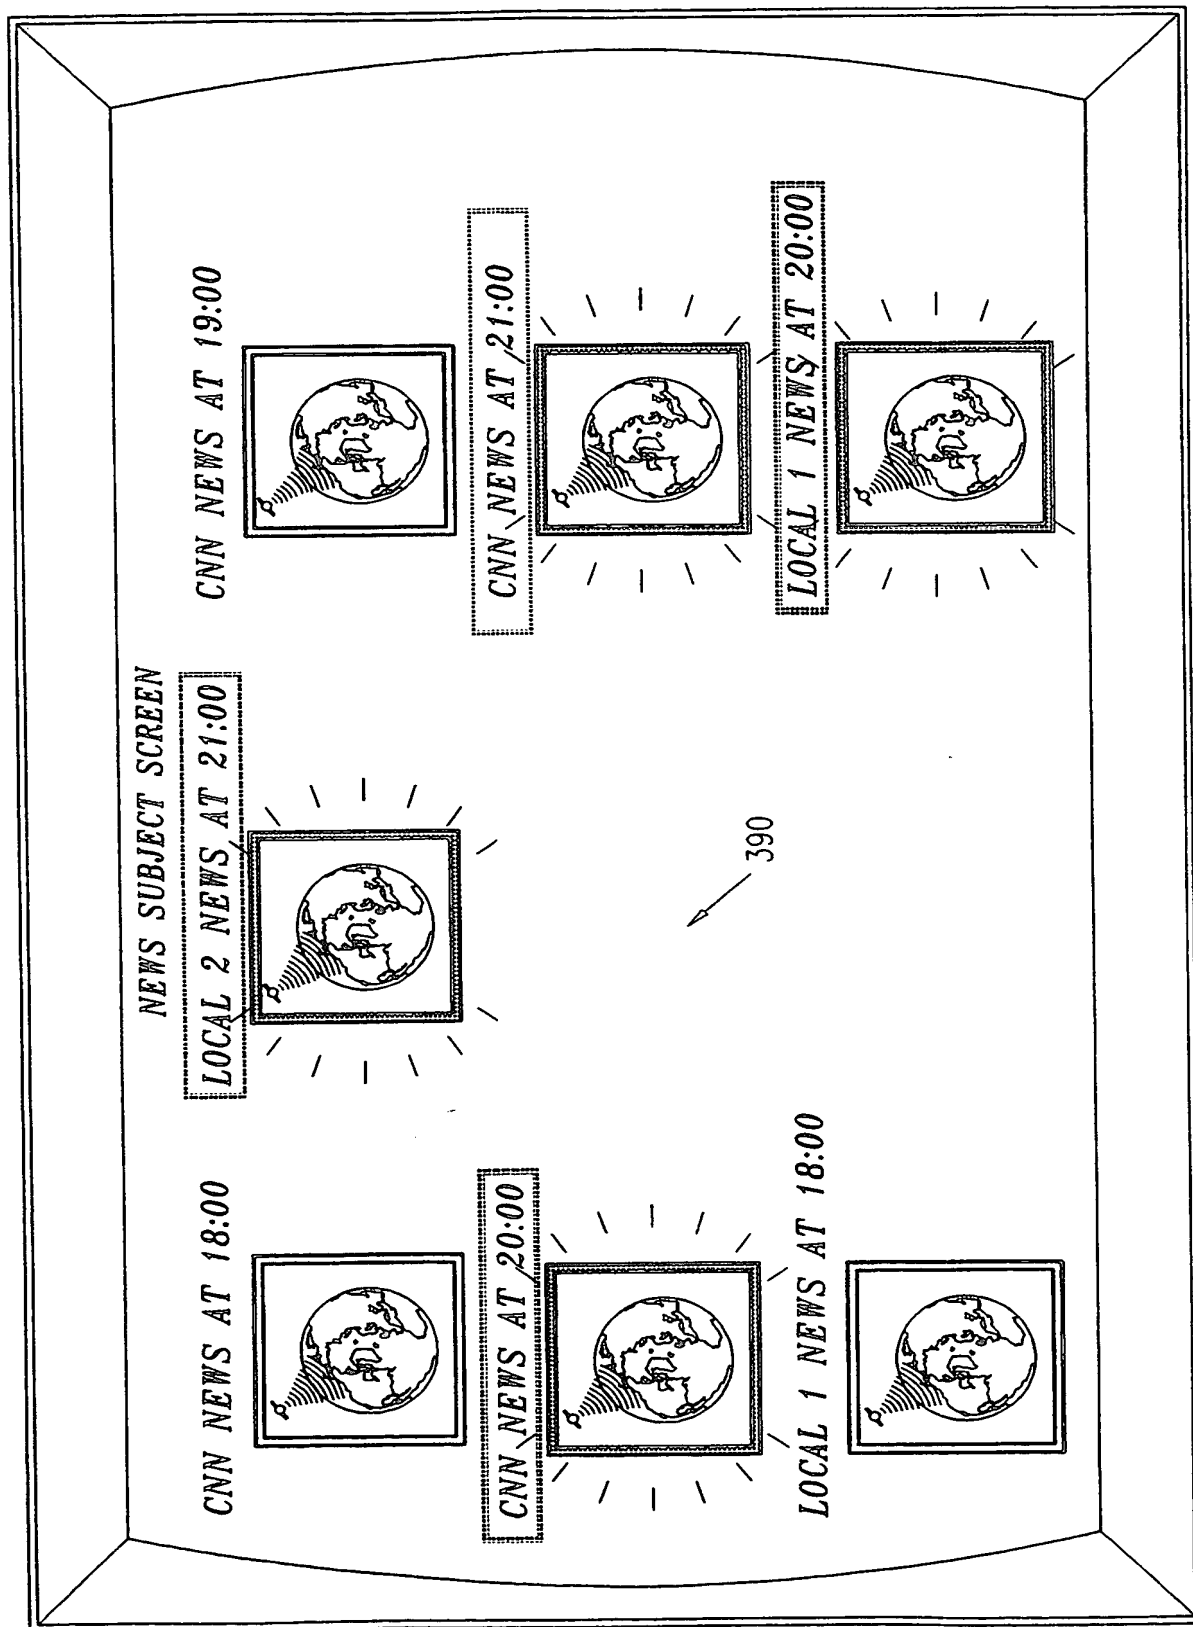 NEWS SUBJECT SCREEN
CNN NEWS AT 18:00
LOCAL 2 NEWS AT 21:00
CNN NEWS AT 19:00
CNN NEWS AT 20:00
CNN NEWS AT 21:00
LOCAL 1 NEWS AT 18:00
390
LOCAL 1 NEWS AT 20:00